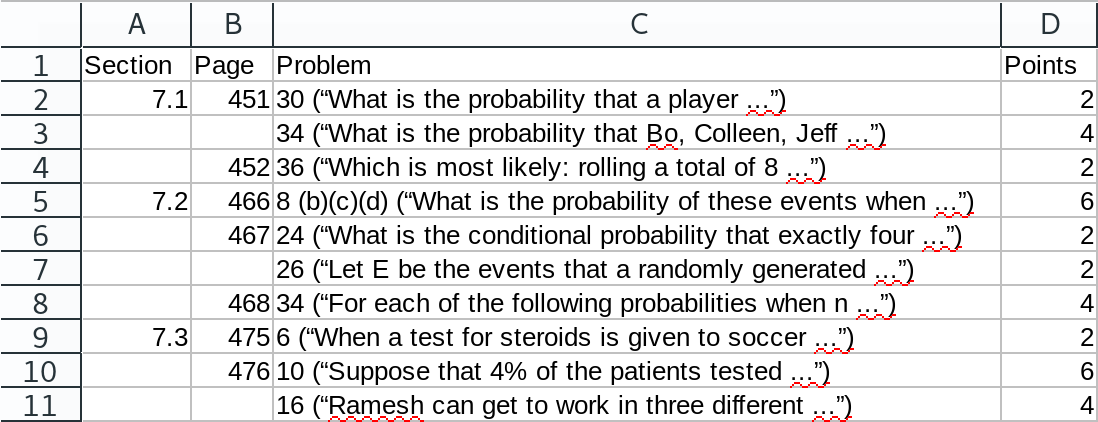 A B C D
1 Section Page Problem Points
2 7.1 451 30 (“What is the probability that a player …”) 2
3 34 (“What is the probability that Bo, Colleen, Jeff …”) 4
4 452 36 (“Which is most likely: rolling a total of 8 …”) 2
5 7.2 466 8 (b)(c)(d) (“What is the probability of these events when …”) 6
6 467 24 (“What is the conditional probability that exactly four …”) 2
7 26 (“Let E be the events that a randomly generated …”) 2
8 468 34 (“For each of the following probabilities when n …”) 4
9 7.3 475 6 (“When a test for steroids is given to soccer …”) 2
10 476 10 (“Suppose that 4% of the patients tested …”) 6
11 16 (“Ramesh can get to work in three different …”) 4